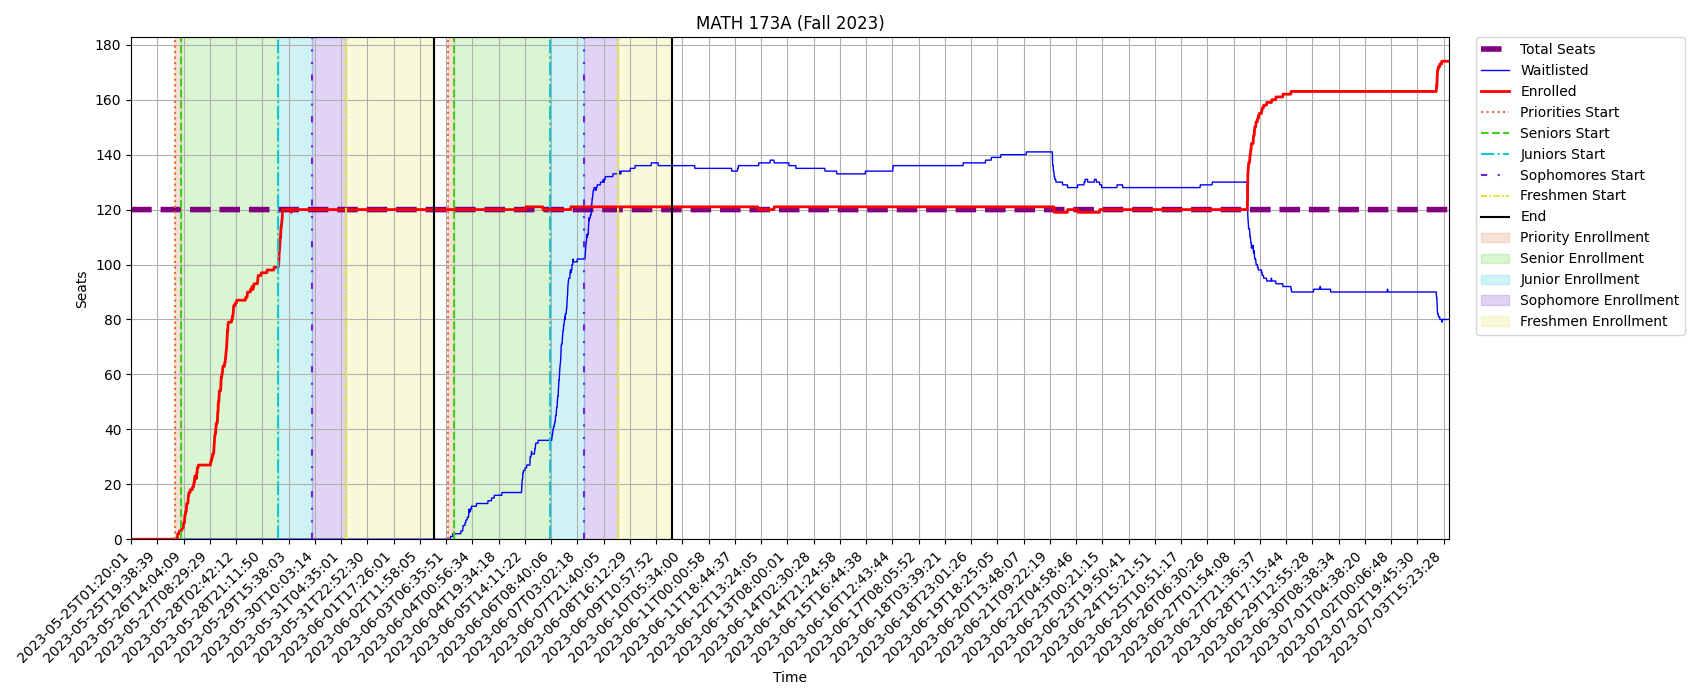 MATH 173A (Fall 2023)
180
160
140
120
100
80
60
40
20
0
Seats
2023-05-25T01:20:01
2023-05-25T19:38:39
2023-05-26T14:04:09
2023-05-27T08:29:29
2023-05-28T02:42:12
2023-05-28T21:11:50
2023-05-29T15:38:03
2023-05-30T10:03:14
2023-05-31T04:35:01
2023-05-31T22:52:30
2023-06-01T17:26:01
2023-06-02T11:58:05
2023-06-03T06:35:51
2023-06-04T00:56:34
2023-06-04T19:34:18
2023-06-05T14:11:22
2023-06-06T08:40:06
2023-06-07T03:02:18
2023-06-07T21:40:05
2023-06-08T16:12:29
2023-06-09T10:57:52
2023-06-10T05:34:00
2023-06-11T00:00:58
2023-06-11T18:44:37
2023-06-12T13:24:05
2023-06-13T08:00:01
2023-06-14T02:30:28
2023-06-14T21:24:58
2023-06-15T16:44:38
2023-06-16T12:43:44
2023-06-17T08:05:52
2023-06-18T03:39:21
2023-06-18T23:01:26
2023-06-19T18:25:05
2023-06-20T13:48:07
2023-06-21T09:22:19
2023-06-22T04:58:46
2023-06-23T00:21:15
2023-06-23T19:50:41
2023-06-24T15:21:51
2023-06-25T10:51:17
2023-06-26T06:30:26
2023-06-27T01:54:08
2023-06-27T21:36:37
2023-06-28T17:15:44
2023-06-29T12:55:28
2023-06-30T08:38:34
2023-07-01T04:38:20
2023-07-02T00:06:48
2023-07-02T19:45:30
2023-07-03T15:23:28
Time
Total Seats
Waitlisted
Enrolled
Priorities Start
Seniors Start
Juniors Start
Sophomores Start
Freshmen Start
End
Priority Enrollment
Senior Enrollment
Junior Enrollment
Sophomore Enrollment
Freshmen Enrollment